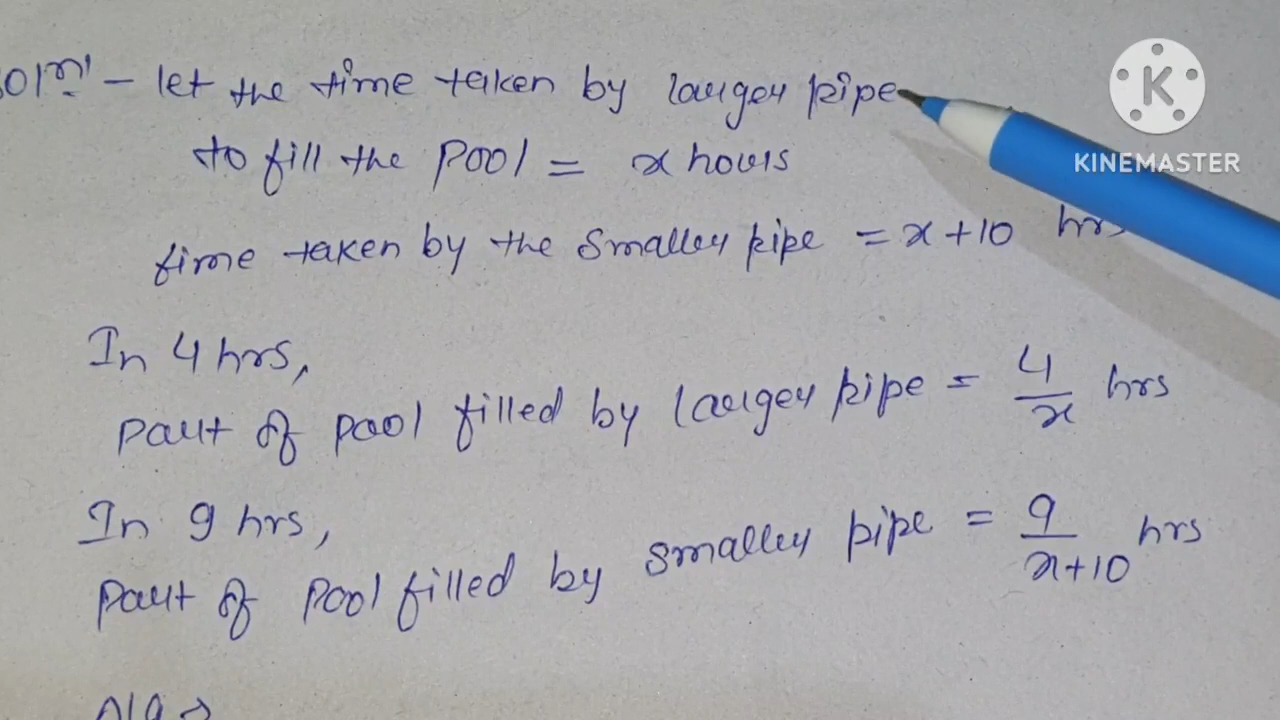 Solⁿ - let the time taken by larger pipe
to fill the pool = x hours
time taken by the smaller pipe = x+10 hrs
In 4 hrs,
part of pool filled by larger pipe = 4/x hrs
In 9 hrs,
part of pool filled by smaller pipe = 9/x+10 hrs
K
KINEMASTER